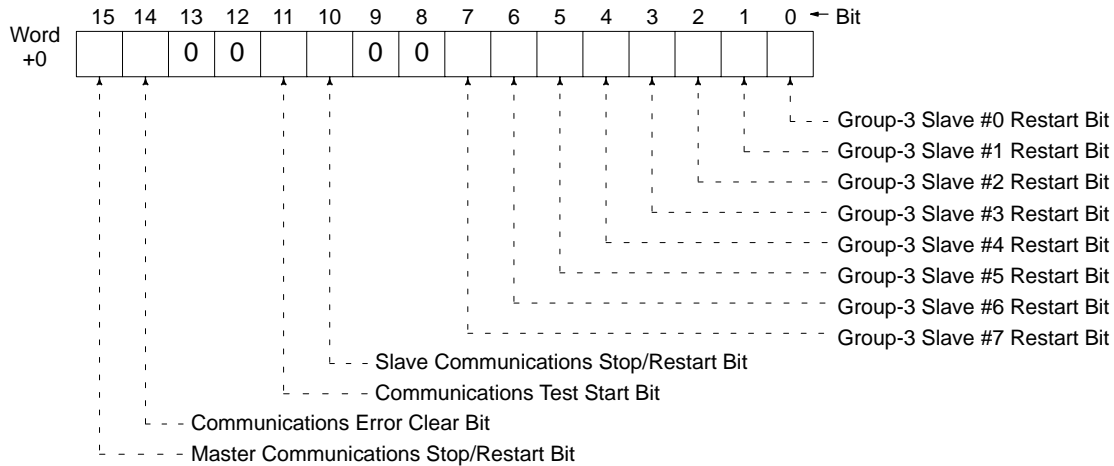 15 14 13 12 11 10 9 8 7 6 5 4 3 2 1 0 Bit
Word
+0
0 0 0 0
Group-3 Slave #0 Restart Bit
Group-3 Slave #1 Restart Bit
Group-3 Slave #2 Restart Bit
Group-3 Slave #3 Restart Bit
Group-3 Slave #4 Restart Bit
Group-3 Slave #5 Restart Bit
Group-3 Slave #6 Restart Bit
Group-3 Slave #7 Restart Bit
Slave Communications Stop/Restart Bit
Communications Test Start Bit
Communications Error Clear Bit
Master Communications Stop/Restart Bit